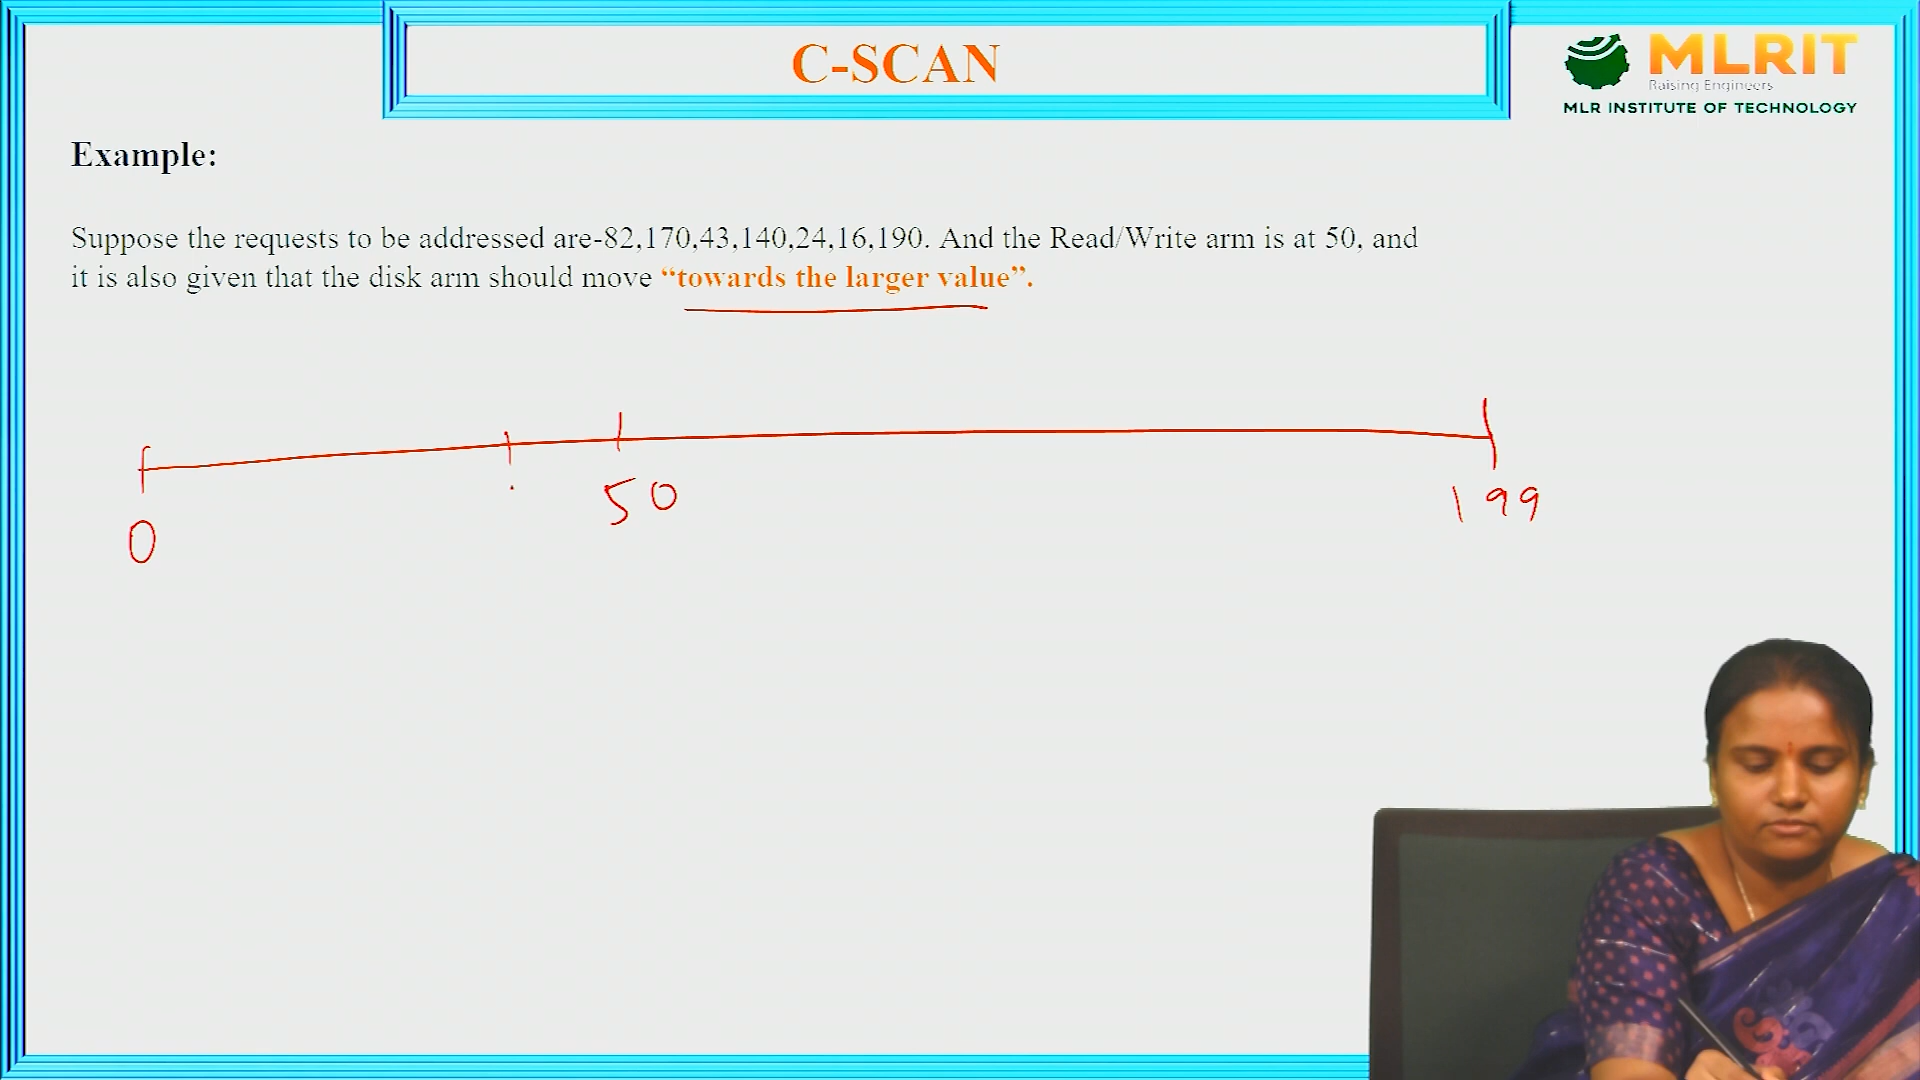 C-SCAN
MLRIT
Raising Engineers
MLR INSTITUTE OF TECHNOLOGY
Example:
Suppose the requests to be addressed are-82,170,43,140,24,16,190. And the Read/Write arm is at 50, and
it is also given that the disk arm should move “towards the larger value”.
0
50
199